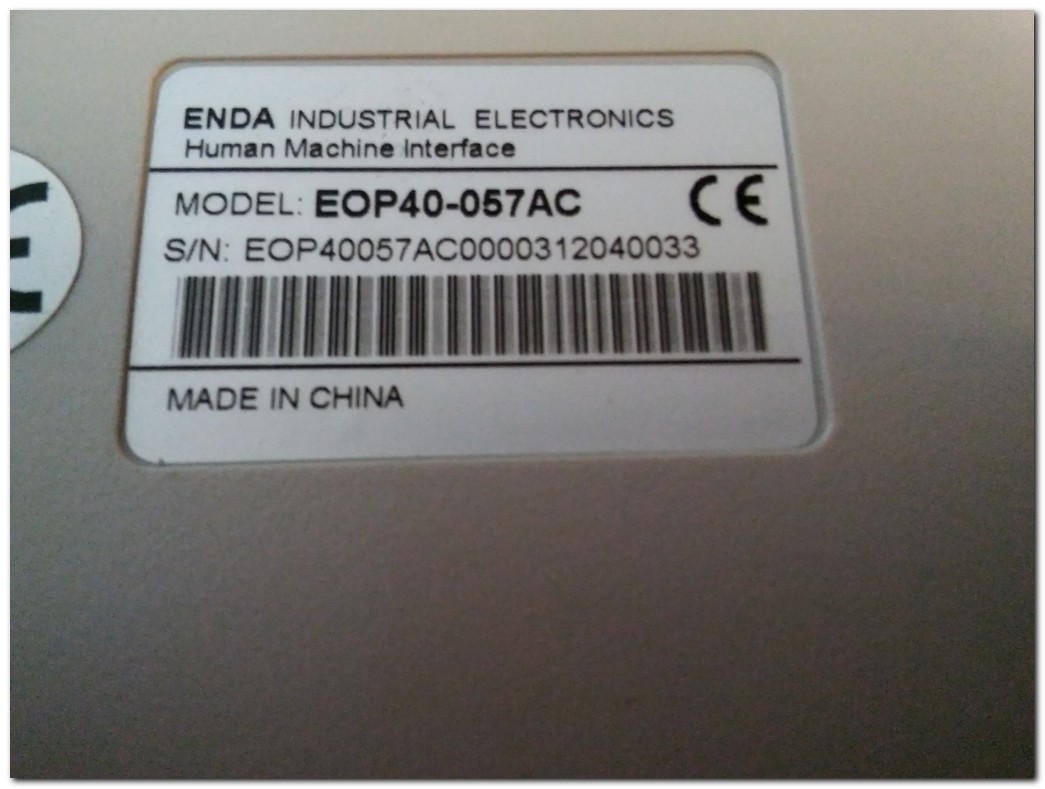 ENDA INDUSTRIAL ELECTRONICS
Human Machine Interface
MODEL: EOP40-057AC CE
S/N: EOP40057AC0000312040033
MADE IN CHINA